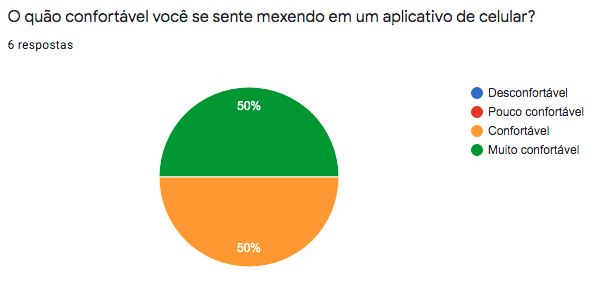 O quão confortável você se sente mexendo em um aplicativo de celular?
6 respostas
50%
50%
Desconfortável
Pouco confortável
Confortável
Muito confortável